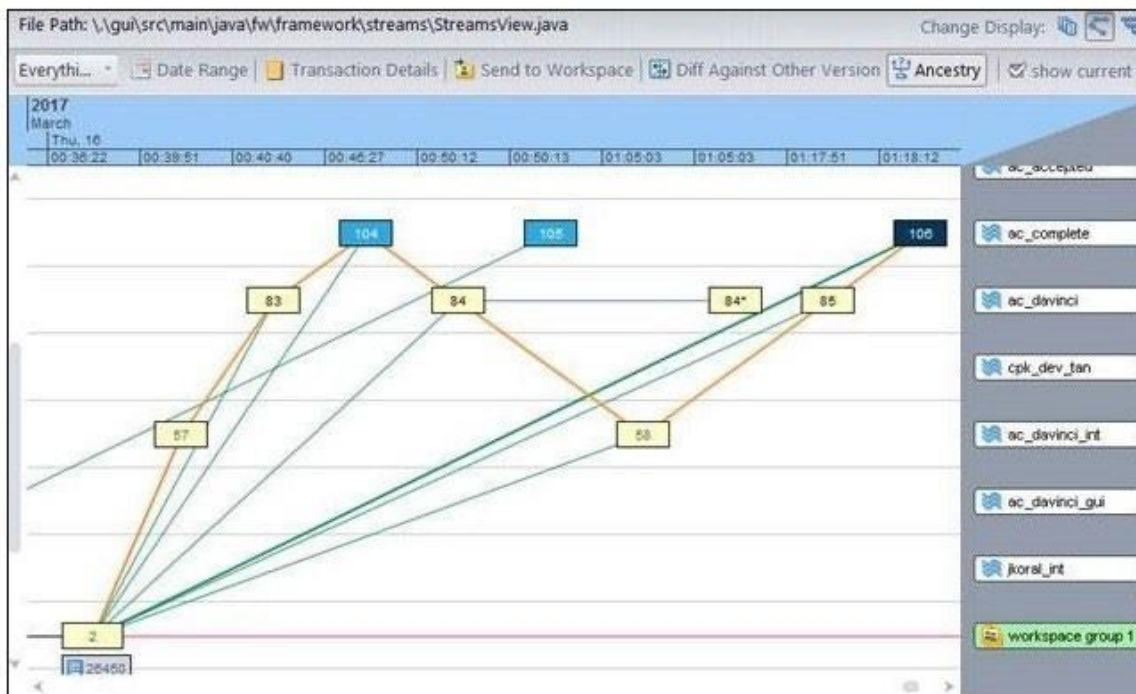 File Path: \.\gui\src\main\java\fw\framework\streams\StreamsView.java Change Display:
Everythi... Date Range Transaction Details Send to Workspace Diff Against Other Version Ancestry show current
2017
March
Thu, 16
00:36:22 00:39:51 00:40:40 00:46:27 00:50:12 00:50:13 01:05:03 01:05:03 01:17:51 01:18:12
ac_accepted
104 105 106 ac_complete
83 84 84* 85 ac_davinci
cpk_dev_tan
57 58 ac_davinci_int
ac_davinci_gui
jkoral_int
2 workspace group 1
26450